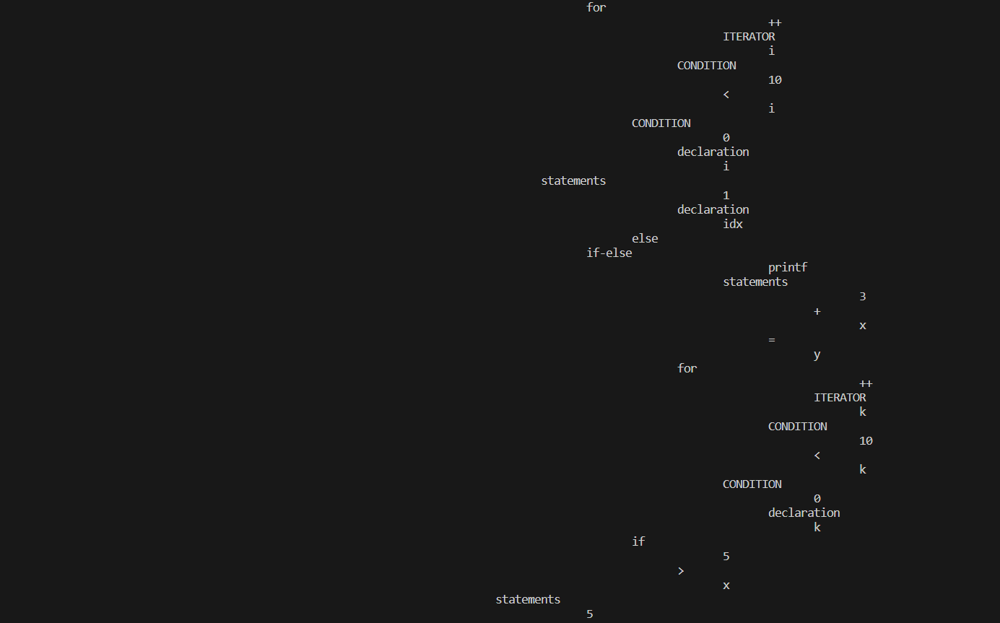 for
++
ITERATOR
i
CONDITION
10
<
i
CONDITION
0
declaration
i
statements
1
declaration
idx
else
if-else
printf
statements
3
+
x
=
y
for
++
ITERATOR
k
CONDITION
10
<
k
CONDITION
0
declaration
k
if
5
>
x
statements
5